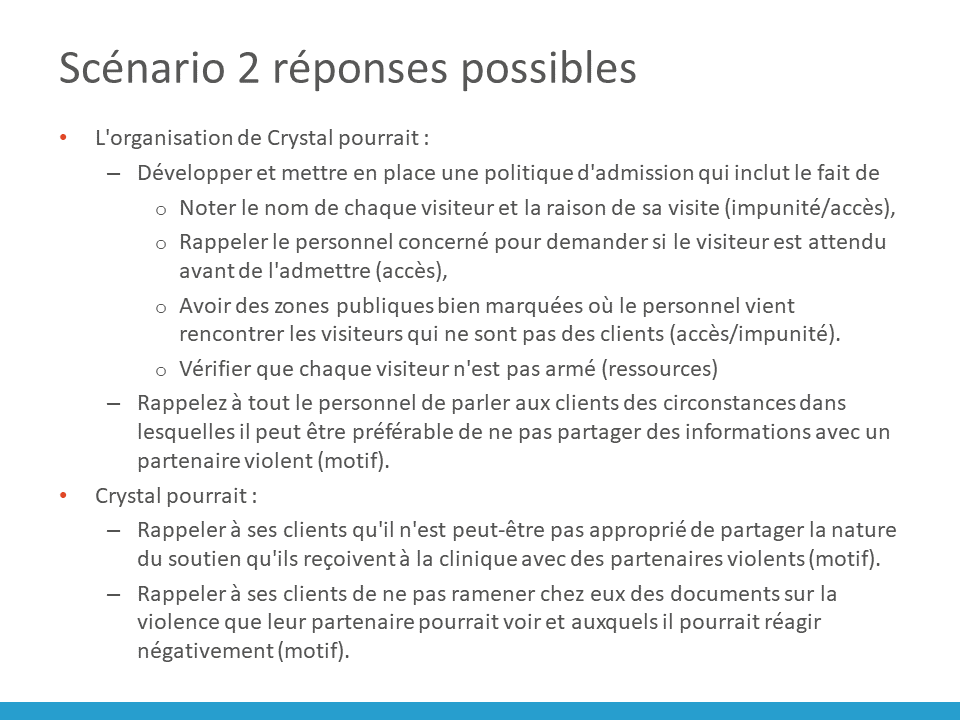 Scénario 2 réponses possibles
• L'organisation de Crystal pourrait :
– Développer et mettre en place une politique d'admission qui inclut le fait de
o Noter le nom de chaque visiteur et la raison de sa visite (impunité/accès),
o Rappeler le personnel concerné pour demander si le visiteur est attendu
avant de l'admettre (accès),
o Avoir des zones publiques bien marquées où le personnel vient
rencontrer les visiteurs qui ne sont pas des clients (accès/impunité).
o Vérifier que chaque visiteur n'est pas armé (ressources)
– Rappelez à tout le personnel de parler aux clients des circonstances dans
lesquelles il peut être préférable de ne pas partager des informations avec un
partenaire violent (motif).
• Crystal pourrait :
– Rappeler à ses clients qu'il n'est peut-être pas approprié de partager la nature
du soutien qu'ils reçoivent à la clinique avec des partenaires violents (motif).
– Rappeler à ses clients de ne pas ramener chez eux des documents sur la
violence que leur partenaire pourrait voir et auxquels il pourrait réagir
négativement (motif).